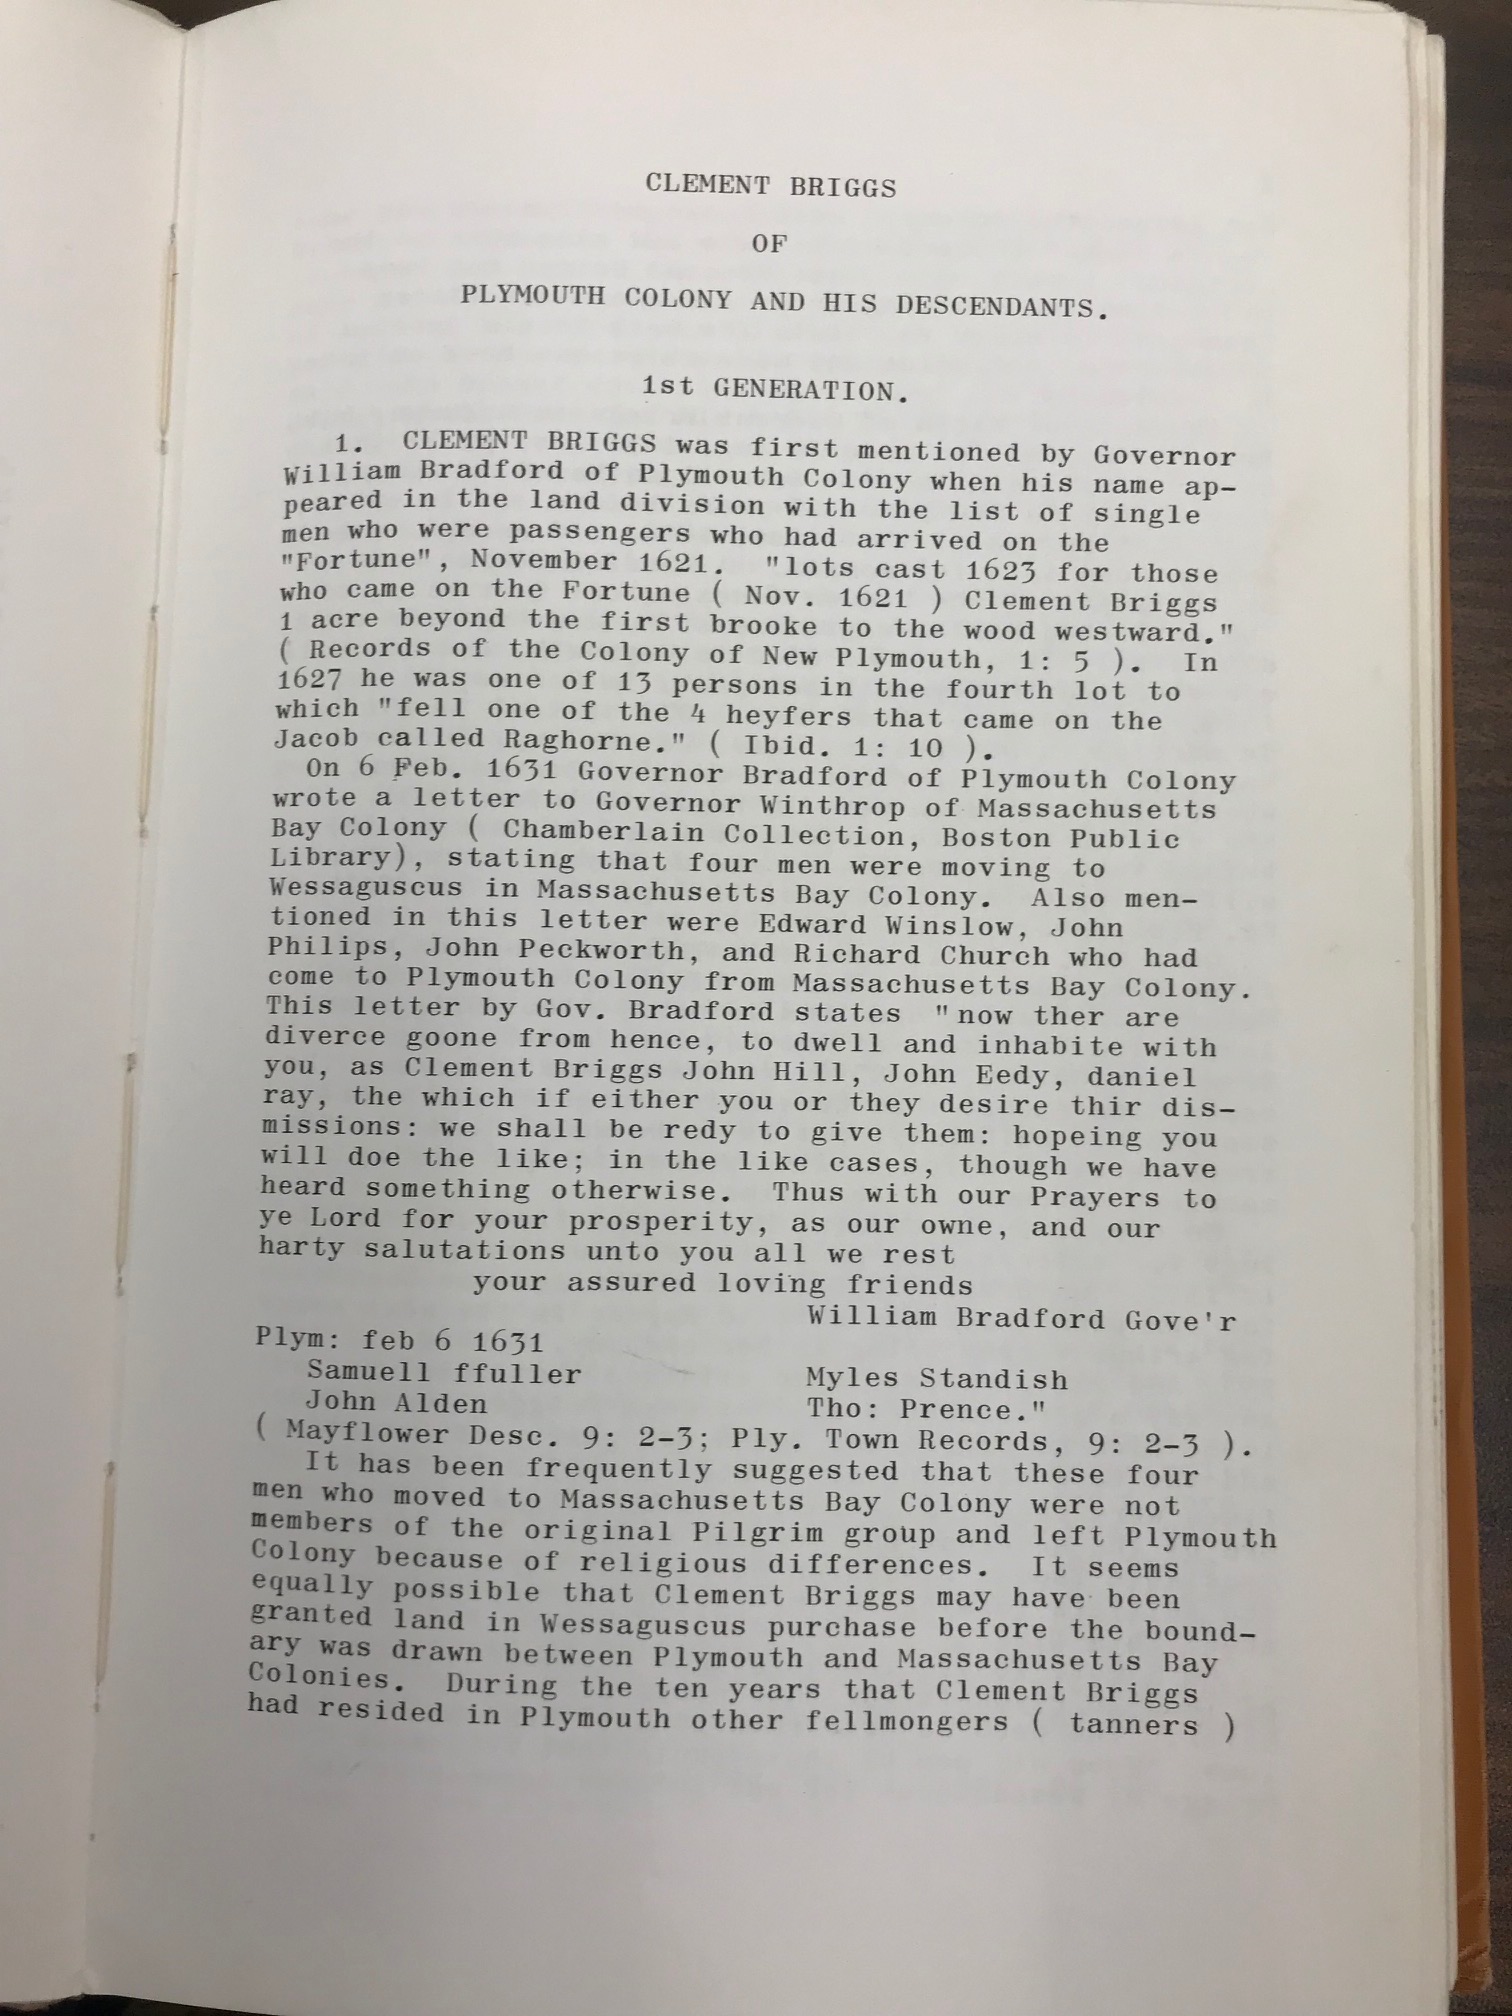 CLEMENT BRIGGS
OF
PLYMOUTH COLONY AND HIS DESCENDANTS.
1st GENERATION.
1. CLEMENT BRIGGS was first mentioned by Governor
William Bradford of Plymouth Colony when his name ap-
peared in the land division with the list of single
men who were passengers who had arrived on the
"Fortune", November 1621. "lots cast 1623 for those
who came on the Fortune ( Nov. 1621 ) Clement Briggs
1 acre beyond the first brooke to the wood westward."
( Records of the Colony of New Plymouth, 1: 5 ). In
1627 he was one of 13 persons in the fourth lot to
which "fell one of the 4 heyfers that came on the
Jacob called Raghorne." ( Ibid. 1: 10 ).
On 6 Feb. 1631 Governor Bradford of Plymouth Colony
wrote a letter to Governor Winthrop of Massachusetts
Bay Colony ( Chamberlain Collection, Boston Public
Library), stating that four men were moving to
Wessaguscus in Massachusetts Bay Colony. Also men-
tioned in this letter were Edward Winslow, John
Philips, John Peckworth, and Richard Church who had
come to Plymouth Colony from Massachusetts Bay Colony.
This letter by Gov. Bradford states "now ther are
diverce goone from hence, to dwell and inhabite with
you, as Clement Briggs John Hill, John Eedy, daniel
ray, the which if either you or they desire thir dis-
missions: we shall be redy to give them: hopeing you
will doe the like; in the like cases, though we have
heard something otherwise. Thus with our Prayers to
ye Lord for your prosperity, as our owne, and our
harty salutations unto you all we rest
your assured loving friends
William Bradford Gove'r
Plym: feb 6 1631
Samuell ffuller Myles Standish
John Alden Tho: Prence."
( Mayflower Desc. 9: 2-3; Ply. Town Records, 9: 2-3 ).
It has been frequently suggested that these four
men who moved to Massachusetts Bay Colony were not
members of the original Pilgrim group and left Plymouth
Colony because of religious differences. It seems
equally possible that Clement Briggs may have been
granted land in Wessaguscus purchase before the bound-
ary was drawn between Plymouth and Massachusetts Bay
Colonies. During the ten years that Clement Briggs
had resided in Plymouth other fellmongers ( tanners )